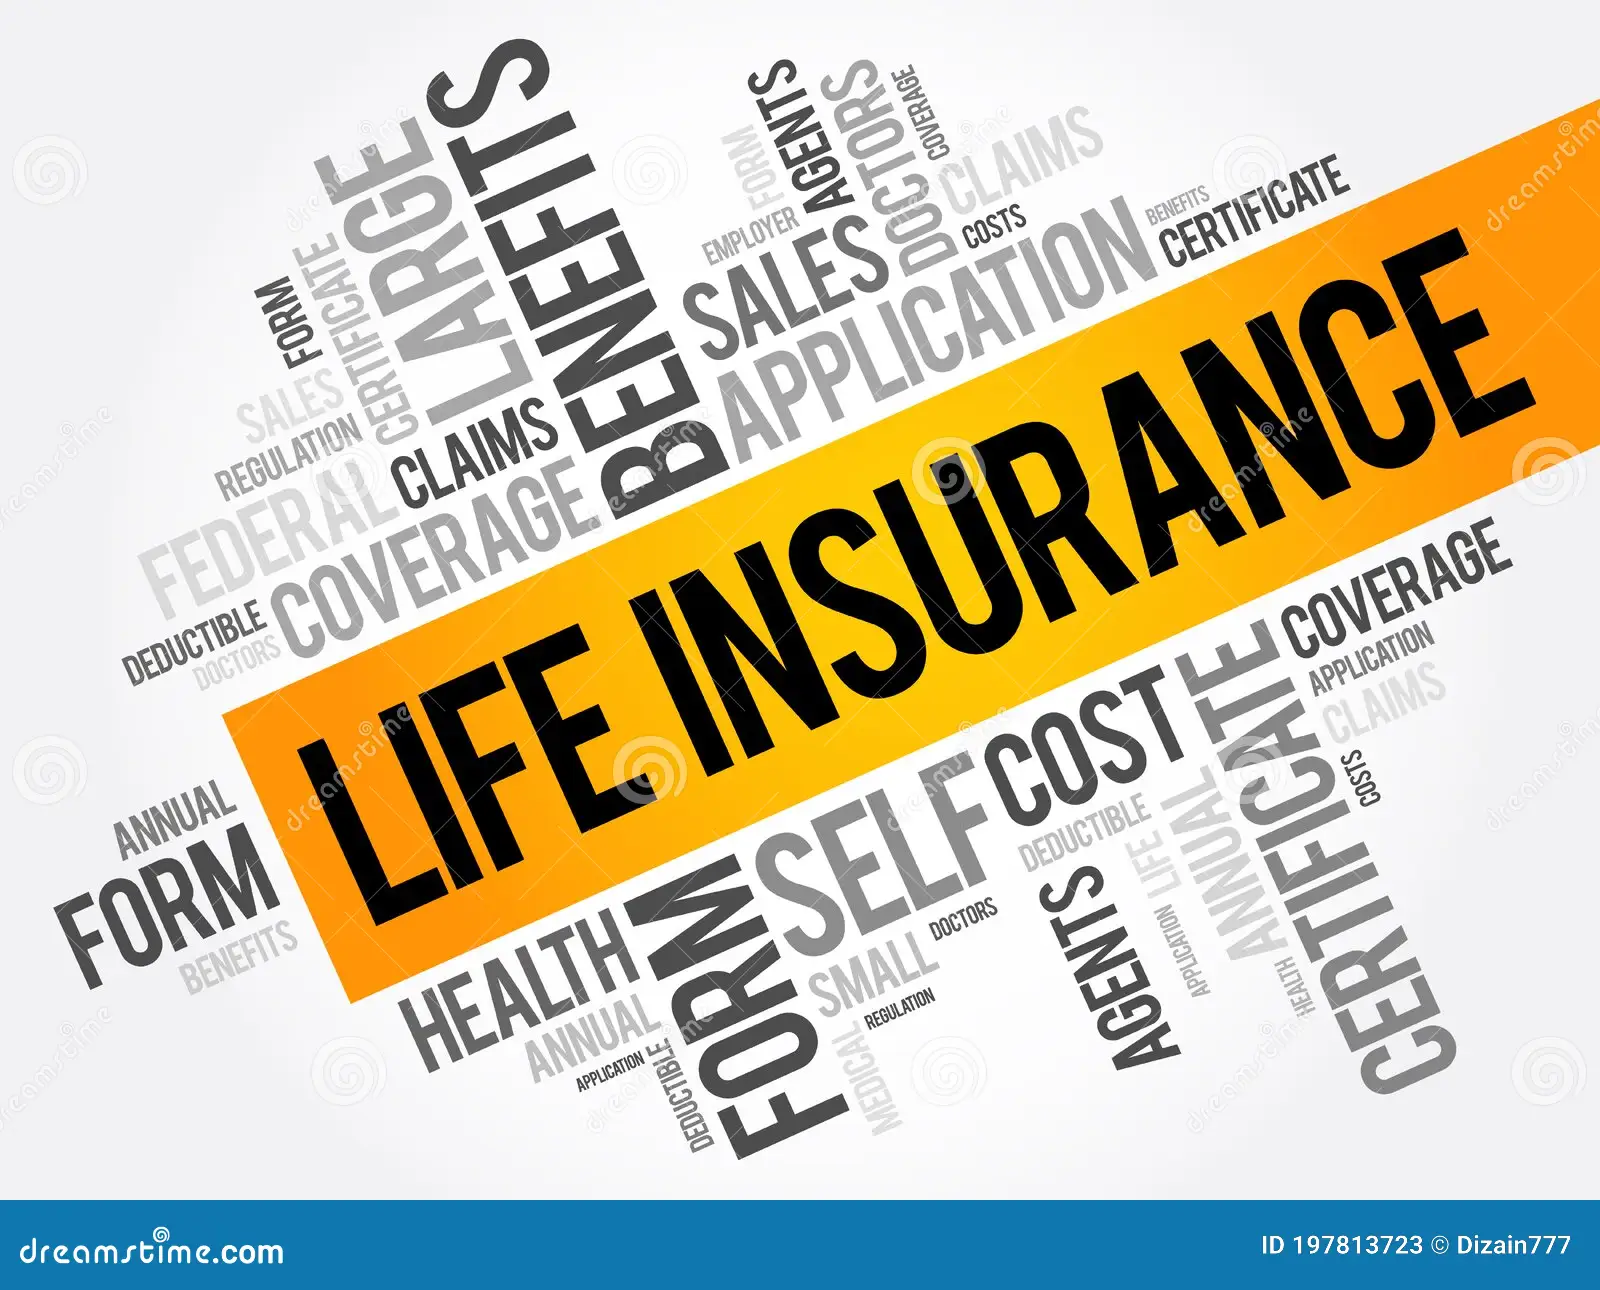 BENEFITS
LARGE
CERTIFICATE
FORM
SALES
REGULATION
FEDERAL
CLAIMS
COVERAGE
DEDUCTIBLE
DOCTORS
FORM
AGENTS
DOCTORS
COVERAGE
CLAIMS
EMPLOYER
SALES
COSTS
APPLICATION
BENEFITS
CERTIFICATE
LIFE INSURANCE
ANNUAL
FORM
BENEFITS
HEALTH
ANNUAL
APPLICATION
DEDUCTIBLE
FORM
SELF
SMALL
DOCTORS
REGULATION
MEDICAL
COST
DEDUCTIBLE
AGENTS
LIFE
APPLICATION
ANNUAL
HEALTH
CERTIFICATE
COVERAGE
APPLICATION
CLAIMS
COSTS
dreamstime.com
ID 197813723 © Dizain777